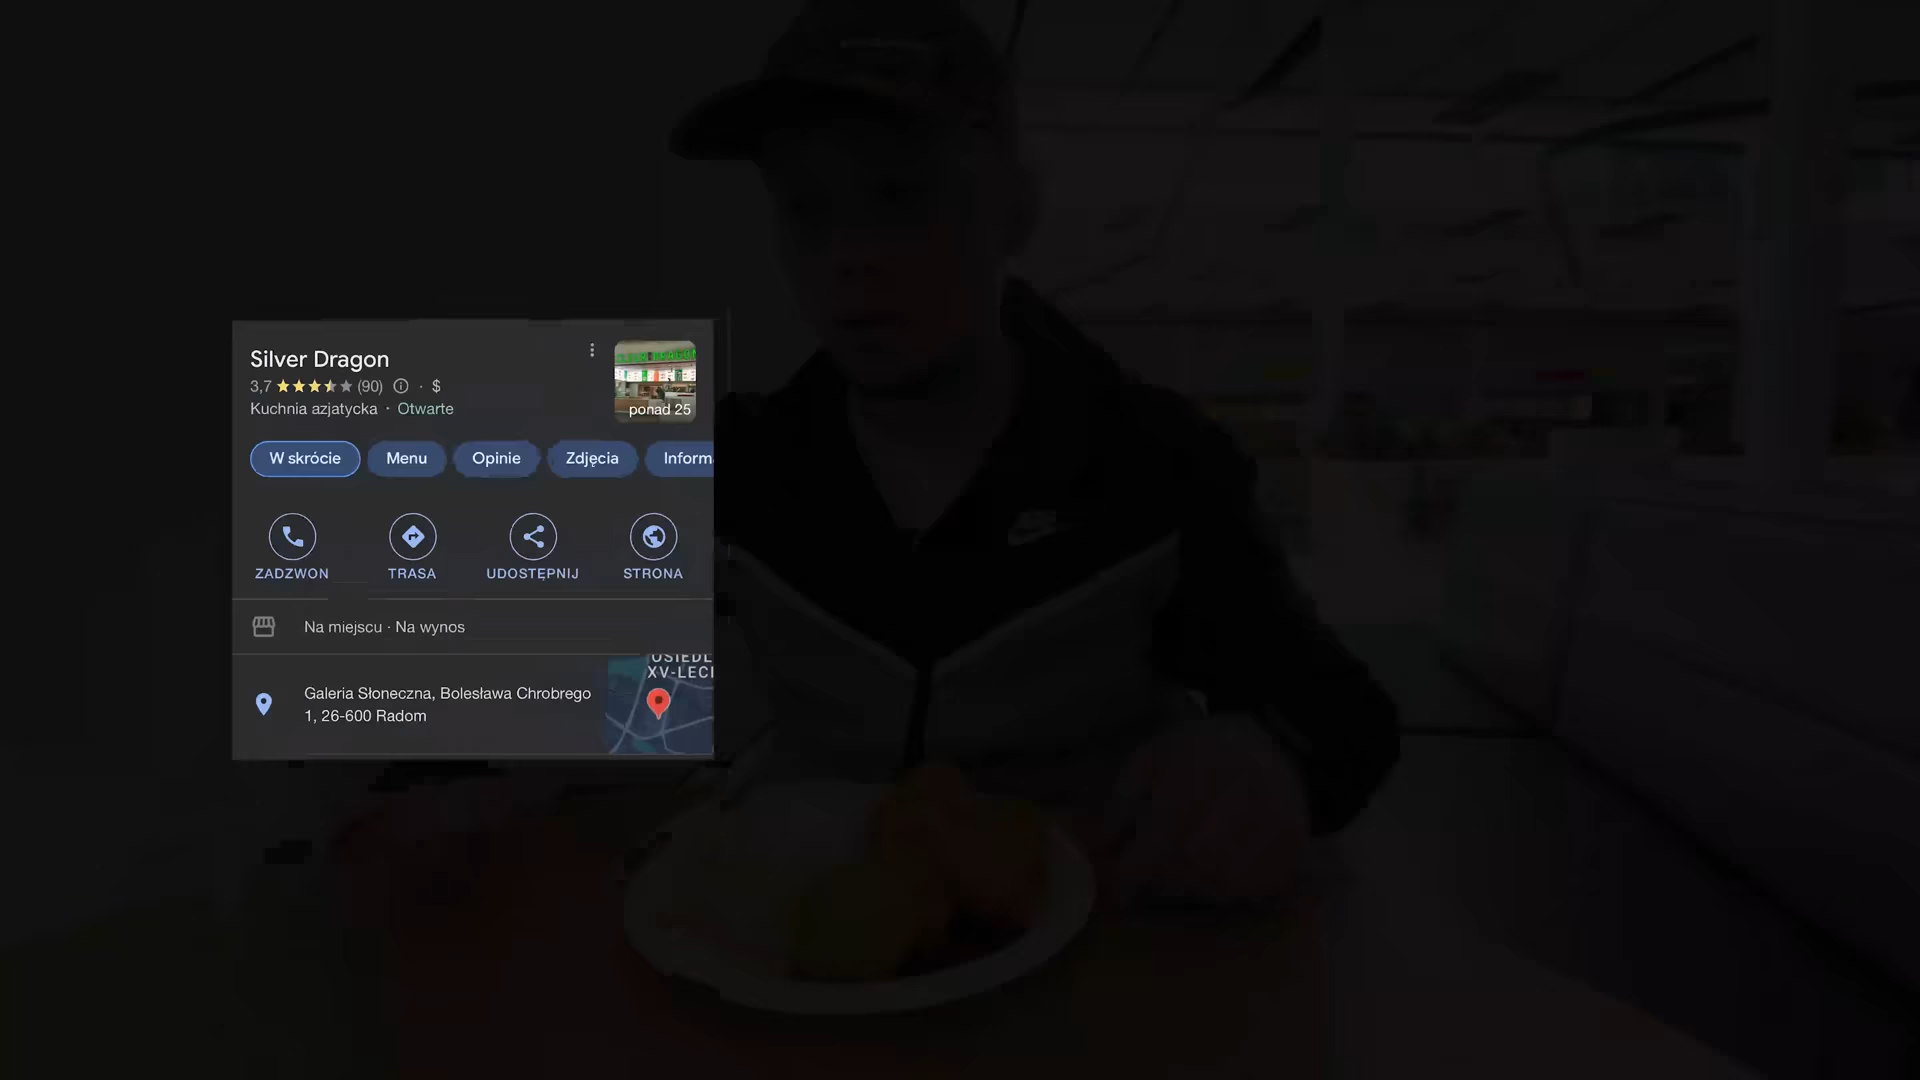 Silver Dragon
3,7 (90) · $
Kuchnia azjatycka · Otwarte
ponad 25
W skrócie
Menu
Opinie
Zdjęcia
Inform
ZADZWOŃ
TRASA
UDOSTĘPNIJ
STRONA
Na miejscu · Na wynos
OSIEDL
XV-LECI
Galeria Słoneczna, Bolesława Chrobrego
1, 26-600 Radom